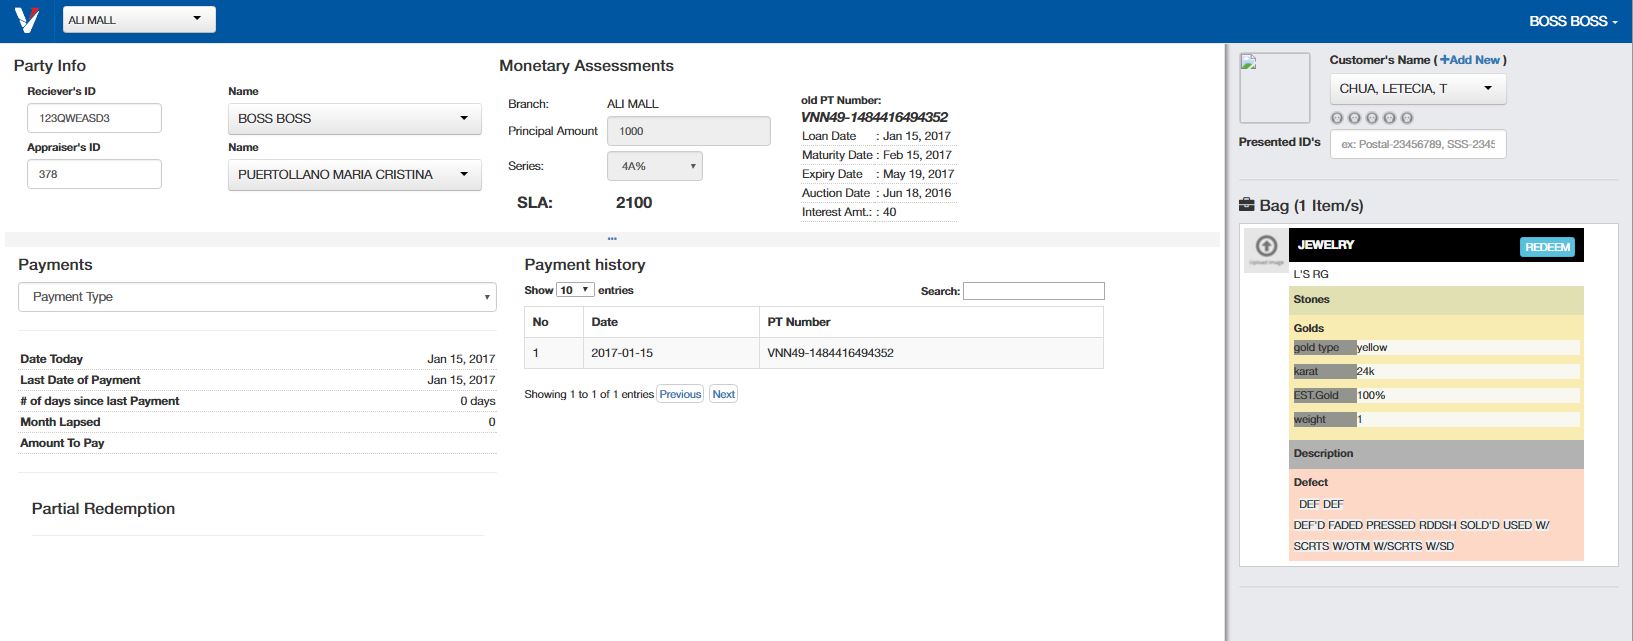 ALI MALL
BOSS BOSS
Party Info
Reciever's ID
Name
123QWEASD3
BOSS BOSS
Appraiser's ID
Name
378
PUERTOLLANO MARIA CRISTINA
Monetary Assessments
Branch: ALI MALL
Principal Amount 1000
Series: 4A%
SLA: 2100
old PT Number:
VNN49-1484416494352
Loan Date : Jan 15, 2017
Maturity Date : Feb 15, 2017
Expiry Date : May 19, 2017
Auction Date : Jun 18, 2016
Interest Amt.: : 40
...
Payments
Payment Type
Date Today Jan 15, 2017
Last Date of Payment Jan 15, 2017
# of days since last Payment 0 days
Month Lapsed 0
Amount To Pay
Partial Redemption
Payment history
Show 10 entries
Search:
No Date PT Number
1 2017-01-15 VNN49-1484416494352
Showing 1 to 1 of 1 entries Previous Next
Customer's Name ( +Add New )
CHUA, LETECIA, T
Presented ID's ex: Postal-23456789, SSS-2345
Bag (1 Item/s)
Upload Image
JEWELRY REDEEM
L'S RG
Stones
Golds
gold type yellow
karat 24k
EST.Gold 100%
weight 1
Description
Defect
DEF DEF
DEF'D FADED PRESSED RDDSH SOLD'D USED W/
SCRTS W/OTM W/SCRTS W/SD